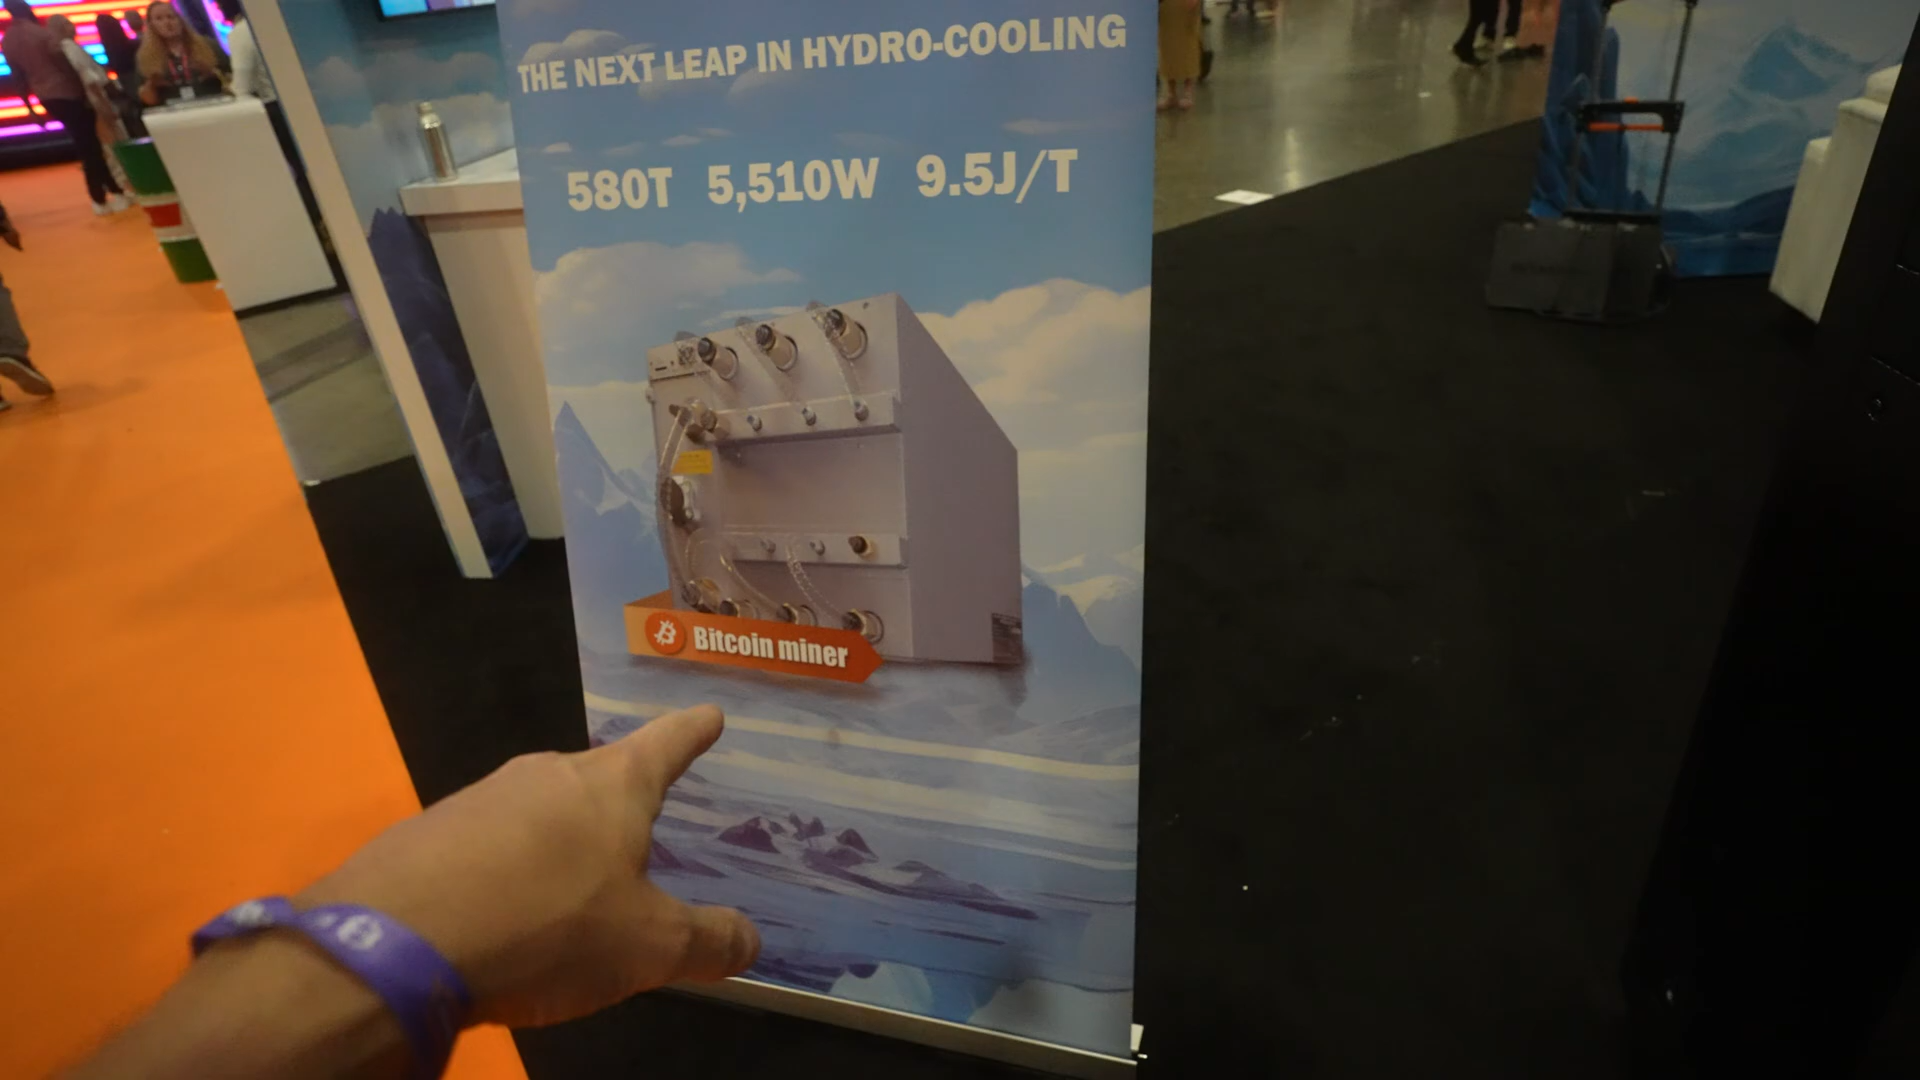 THE NEXT LEAP IN HYDRO-COOLING
580T 5,510W 9.5J/T
Bitcoin miner